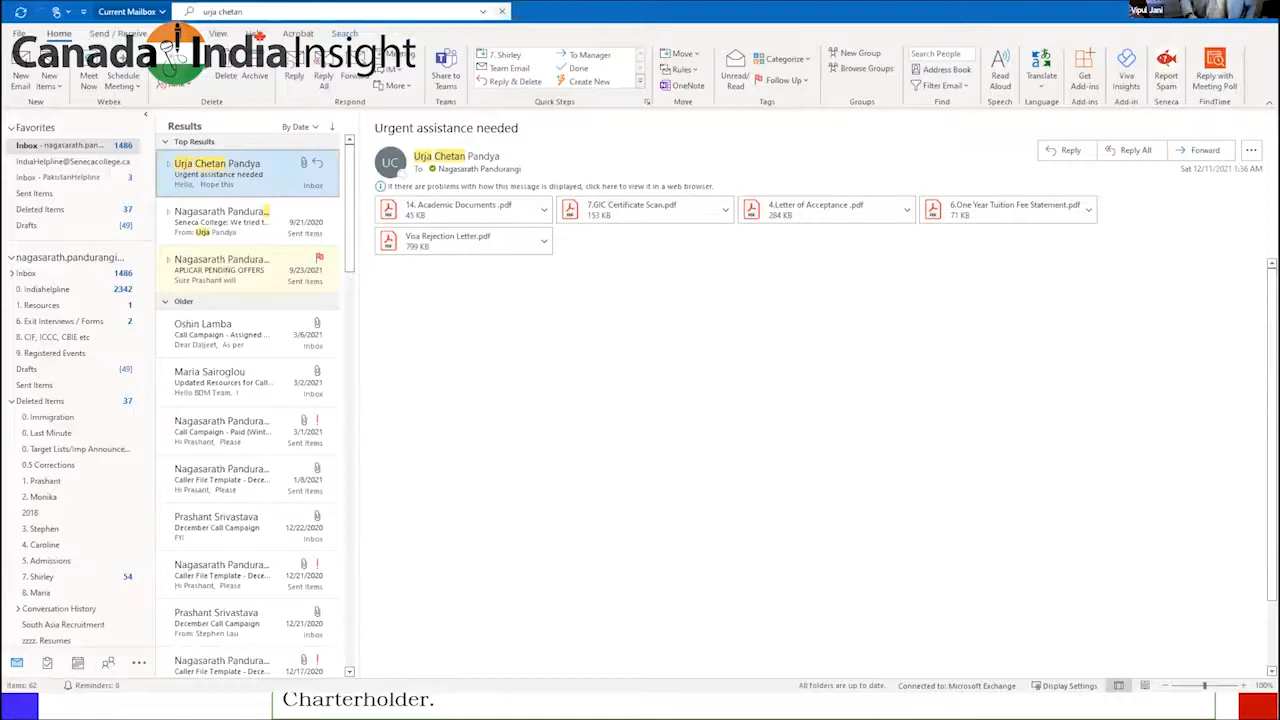 Current Mailbox
urja chetan
Vipul Jani
File Home Send / Receive View Help Acrobat Search
Canada India Insight
New Email
New Items
New
Meet Now
Schedule Meeting
Webex
Delete
Archive
Delete
Reply
Reply All
Forward
IM
More
Respond
Share to Teams
Teams
7. Shirley
Team Email
Reply & Delete
To Manager
Done
Create New
Quick Steps
Move
Rules
OneNote
Move
Unread/ Read
Categorize
Follow Up
Tags
New Group
Browse Groups
Groups
Search People
Address Book
Filter Email
Find
Read Aloud
Speech
Translate
Language
Get Add-ins
Add-in
Viva Insights
Report Spam
Seneca
Reply with Meeting Poll
FindTime
Favorites
Inbox - nagasarath.pan... 1486
IndiaHelpline@Senecacollege.ca
Inbox - PakistanHelpline 3
Sent Items
Deleted Items 37
Drafts [49]
nagasarath.pandurangi...
Inbox 1486
0. Indiahelpline 2342
1. Resources 1
6. Exit Interviews / Forms 2
8. CIF, ICCC, CBIE etc
9. Registered Events
Drafts [49]
Sent Items
Deleted Items 37
0. Immigration
0. Last Minute
0. Target Lists/Imp Announce...
0.5 Corrections
1. Prashant
2. Monika
2018
3. Stephen
4. Caroline
5. Admissions
7. Shirley 54
8. Maria
Conversation History
South Asia Recruitment
zzzz. Resumes
Results By Date
Top Results
Urja Chetan Pandya
Urgent assistance needed
Hello, Hope this Inbox
Nagasarath Pandura...
Seneca College: We tried t... 9/21/2021
From: Urja Pandya Sent Items
Nagasarath Pandura...
APLICAR PENDING OFFERS 9/23/2021
Sure Prashant will Sent Items
Older
Oshin Lamba
Call Campaign - Assigned ... 3/6/2021
Dear Daljeet, As per Inbox
Maria Sairoglou
Updated Resources for Call... 3/2/2021
Hello BDM Team, I Inbox
Nagasarath Pandura...
Call Campaign - Paid (Wint... 3/1/2021
Hi Prashant, Please Sent Items
Nagasarath Pandura...
Caller File Template - Dece... 1/8/2021
Hi Prasant, Please Sent Items
Prashant Srivastava
December Call Campaign 12/22/2020
FYI Inbox
Nagasarath Pandura...
Caller File Template - Dece... 12/21/2020
Hi Prashant, Please Sent Items
Prashant Srivastava
December Call Campaign 12/21/2020
From: Stephen Lau Inbox
Nagasarath Pandura...
Caller File Template - Dece... 12/17/2020
Urgent assistance needed
UC
Urja Chetan Pandya
To Nagasarath Pandurangi
Reply Reply All Forward
Sat 12/11/2021 1:36 AM
If there are problems with how this message is displayed, click here to view it in a web browser.
14. Academic Documents .pdf
45 KB
7.GIC Certificate Scan.pdf
153 KB
4.Letter of Acceptance .pdf
284 KB
6.One Year Tuition Fee Statement.pdf
71 KB
Visa Rejection Letter.pdf
799 KB
Items: 62 Reminders: 8 All folders are up to date. Connected to: Microsoft Exchange Display Settings 100%
Charterholder.